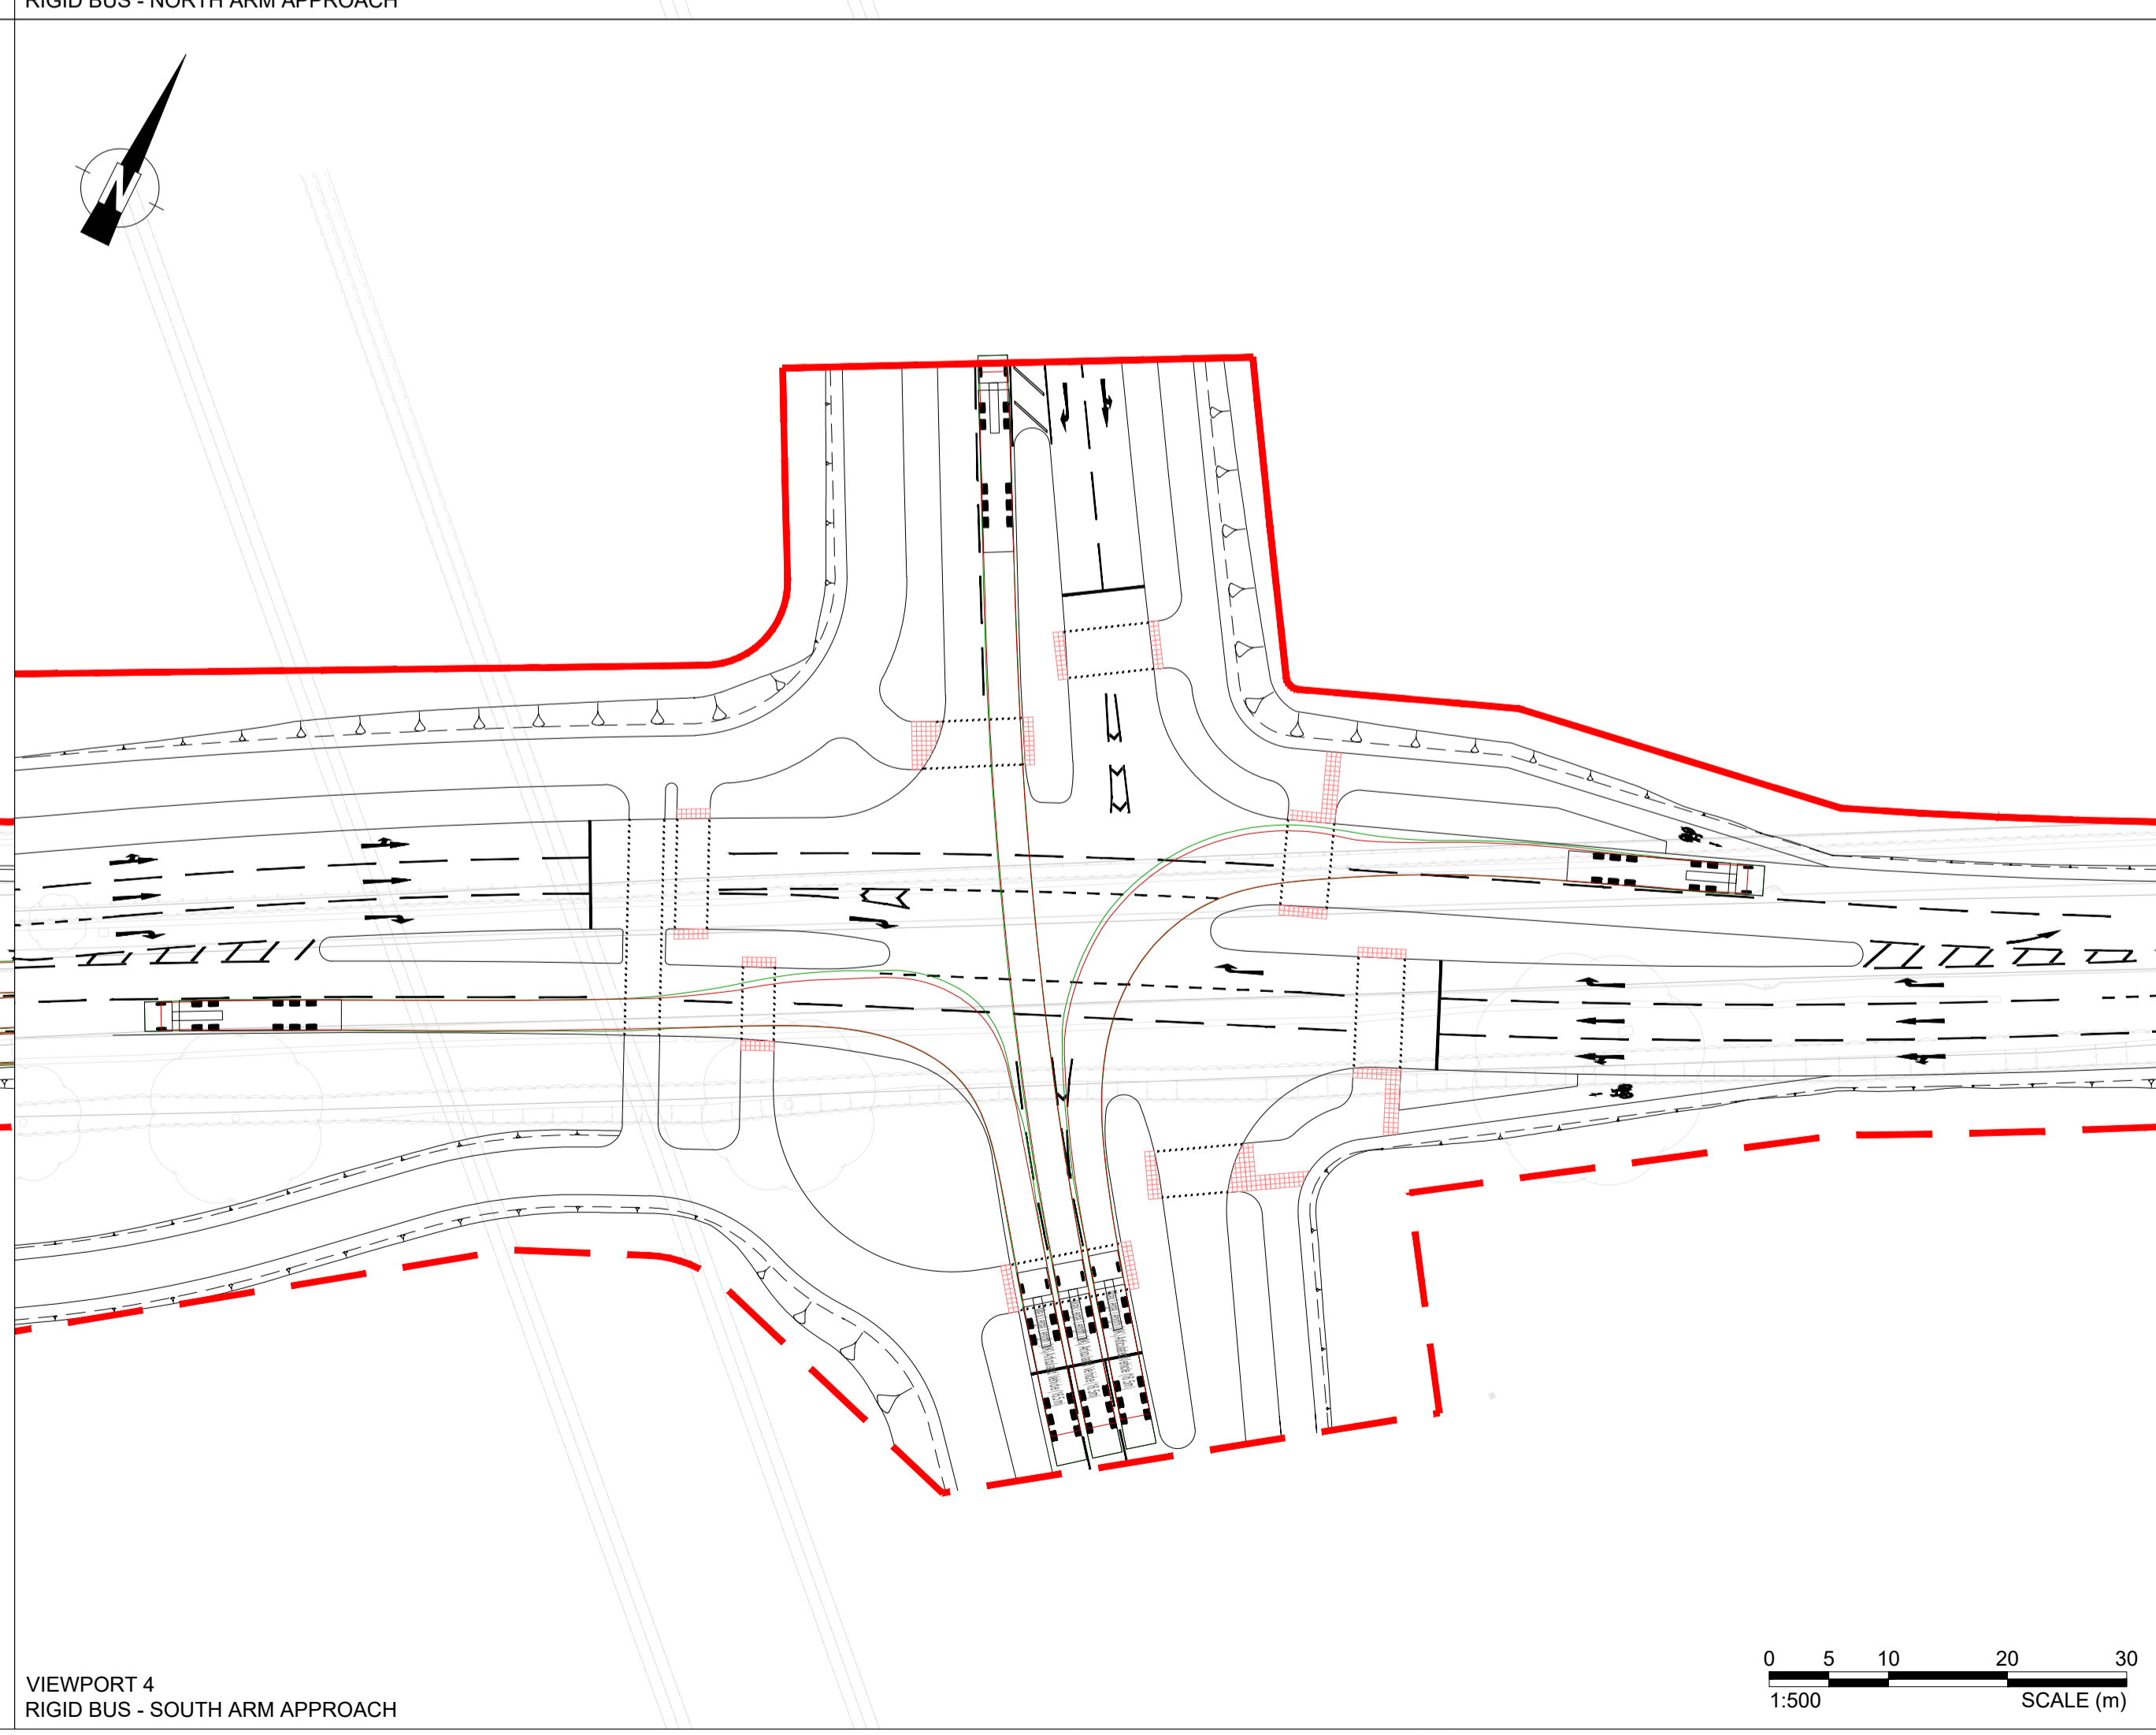 RIGID BUS - NORTH ARM APPROACH
N
VIEWPORT 4
RIGID BUS - SOUTH ARM APPROACH
0 5 10 20 30
1:500 SCALE (m)